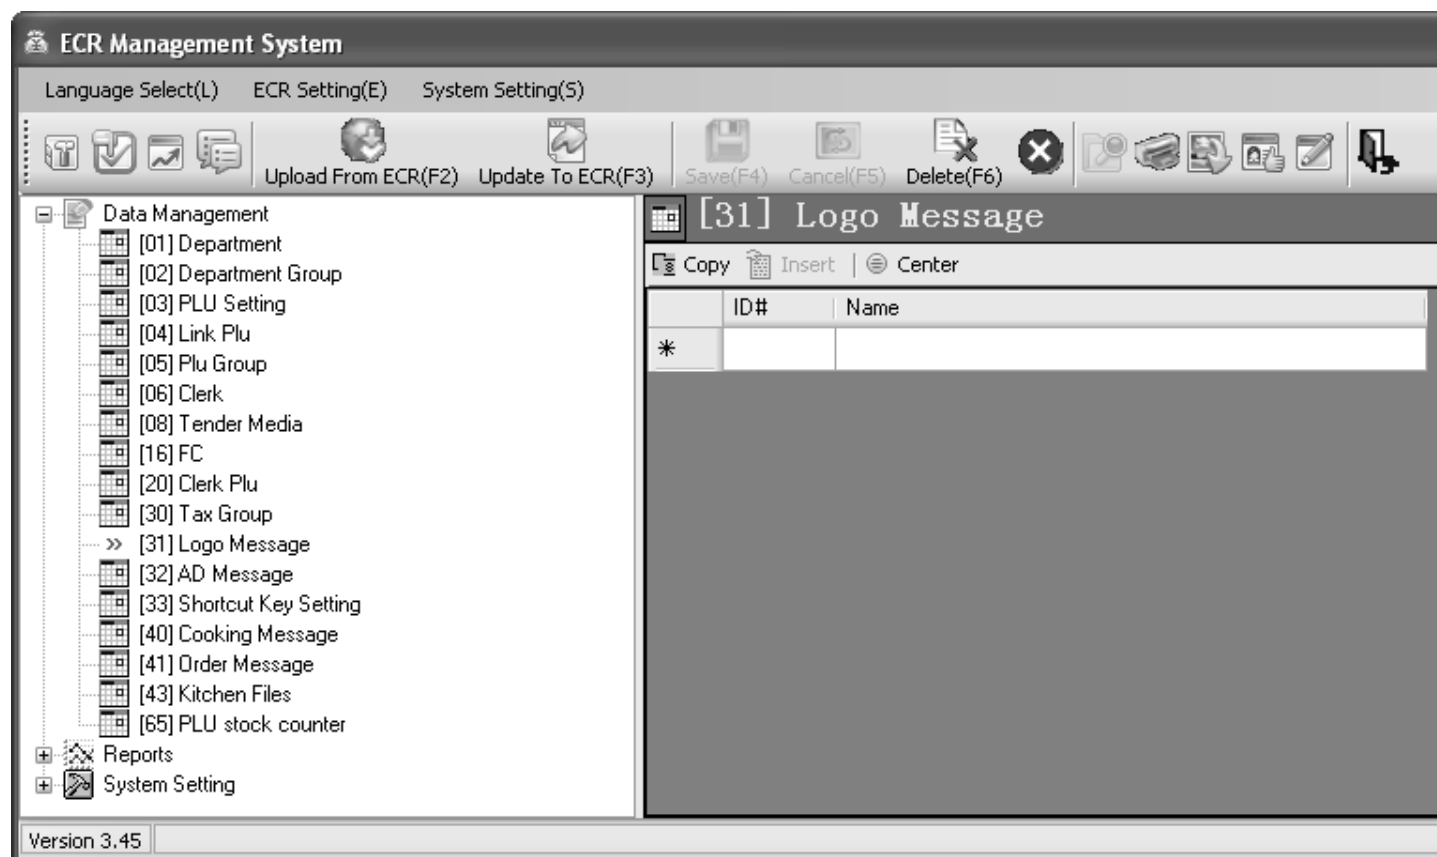 ECR Management System
Language Select(L) ECR Setting(E) System Setting(S)
Upload From ECR(F2) Update To ECR(F3) Save(F4) Cancel(F5) Delete(F6)
Data Management
[01] Department
[02] Department Group
[03] PLU Setting
[04] Link Plu
[05] Plu Group
[06] Clerk
[08] Tender Media
[16] FC
[20] Clerk Plu
[30] Tax Group
[31] Logo Message
[32] AD Message
[33] Shortcut Key Setting
[40] Cooking Message
[41] Order Message
[43] Kitchen Files
[65] PLU stock counter
Reports
System Setting
[31] Logo Message
Copy Insert | Center
ID# Name
Version 3.45